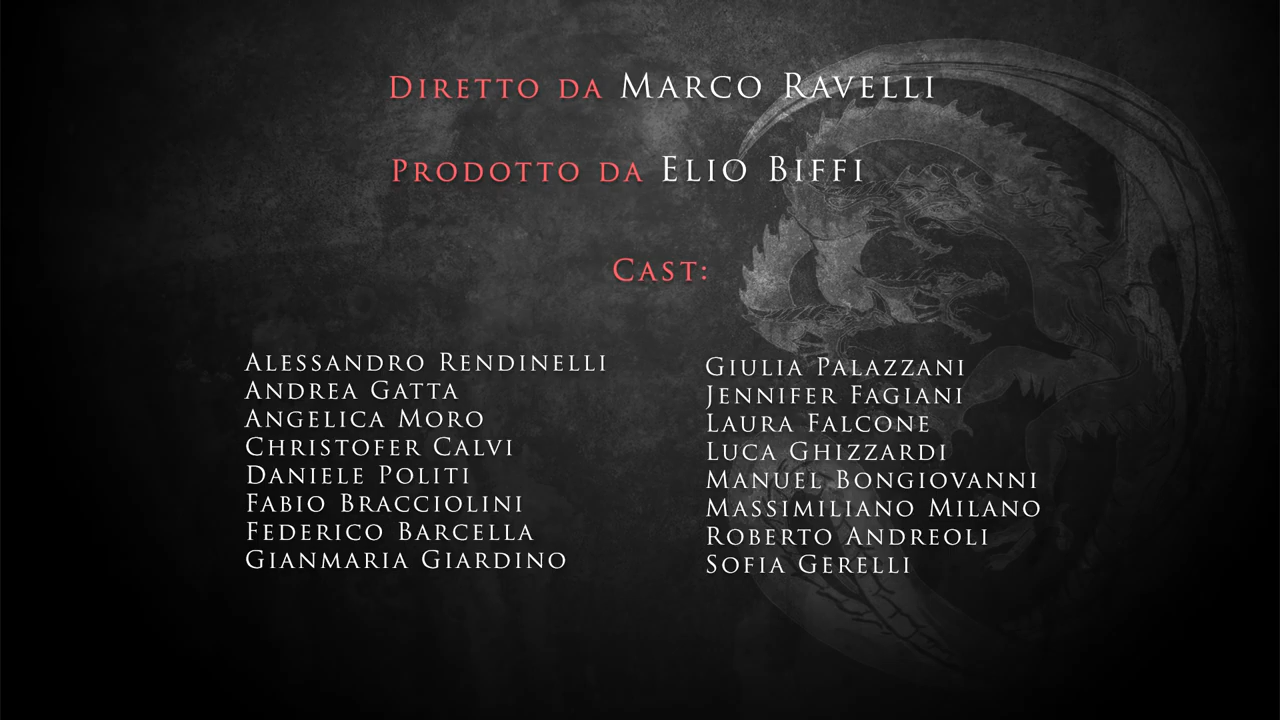 Diretto da Marco Ravelli
Prodotto da Elio Biffi
Cast:
Alessandro Rendinelli
Andrea Gatta
Angelica Moro
Christofer Calvi
Daniele Politi
Fabio Bracciolini
Federico Barcella
Gianmaria Giardino
Giulia Palazzani
Jennifer Fagiani
Laura Falcone
Luca Ghizzardi
Manuel Bongiovanni
Massimiliano Milano
Roberto Andreoli
Sofia Gerelli